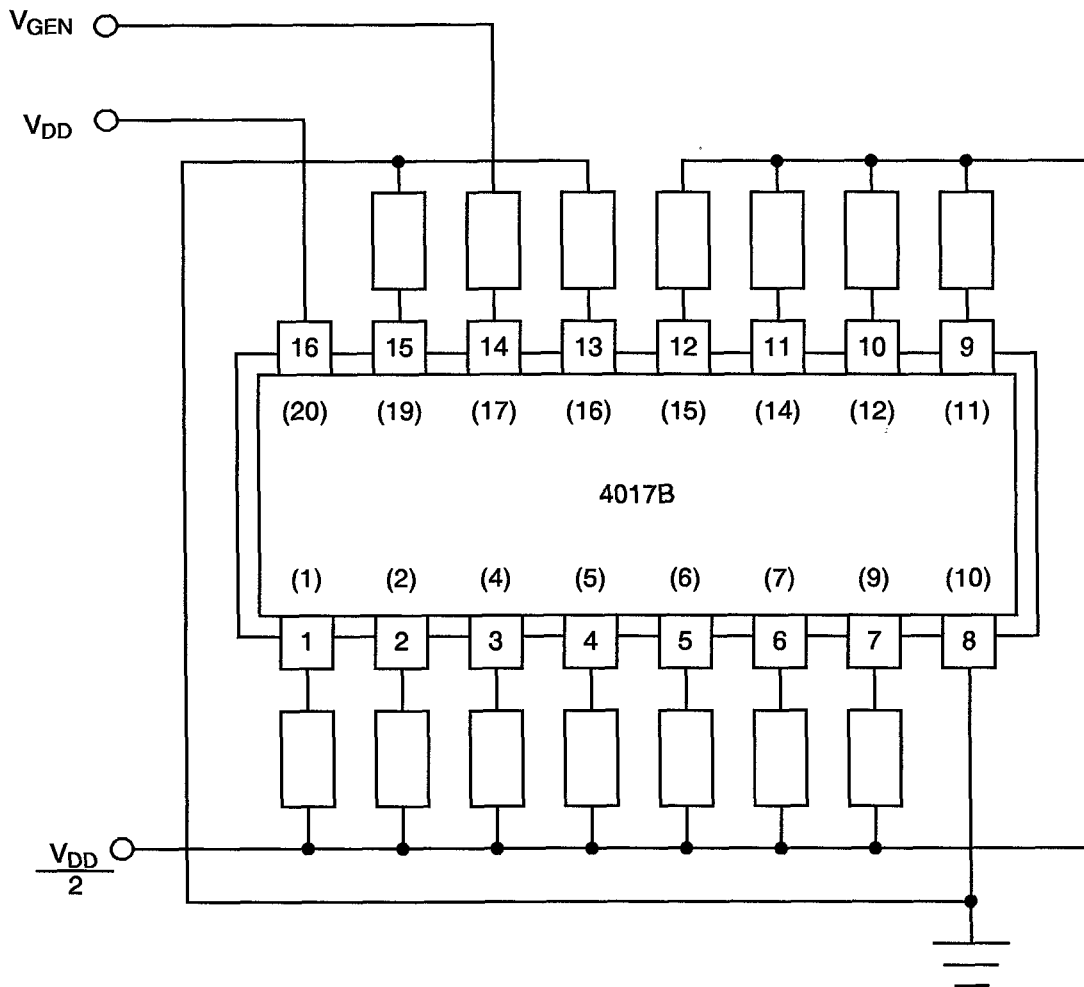 VGEN
VDD
16 15 14 13 12 11 10 9
(20) (19) (17) (16) (15) (14) (12) (11)
4017B
(1) (2) (4) (5) (6) (7) (9) (10)
1 2 3 4 5 6 7 8
VDD
2